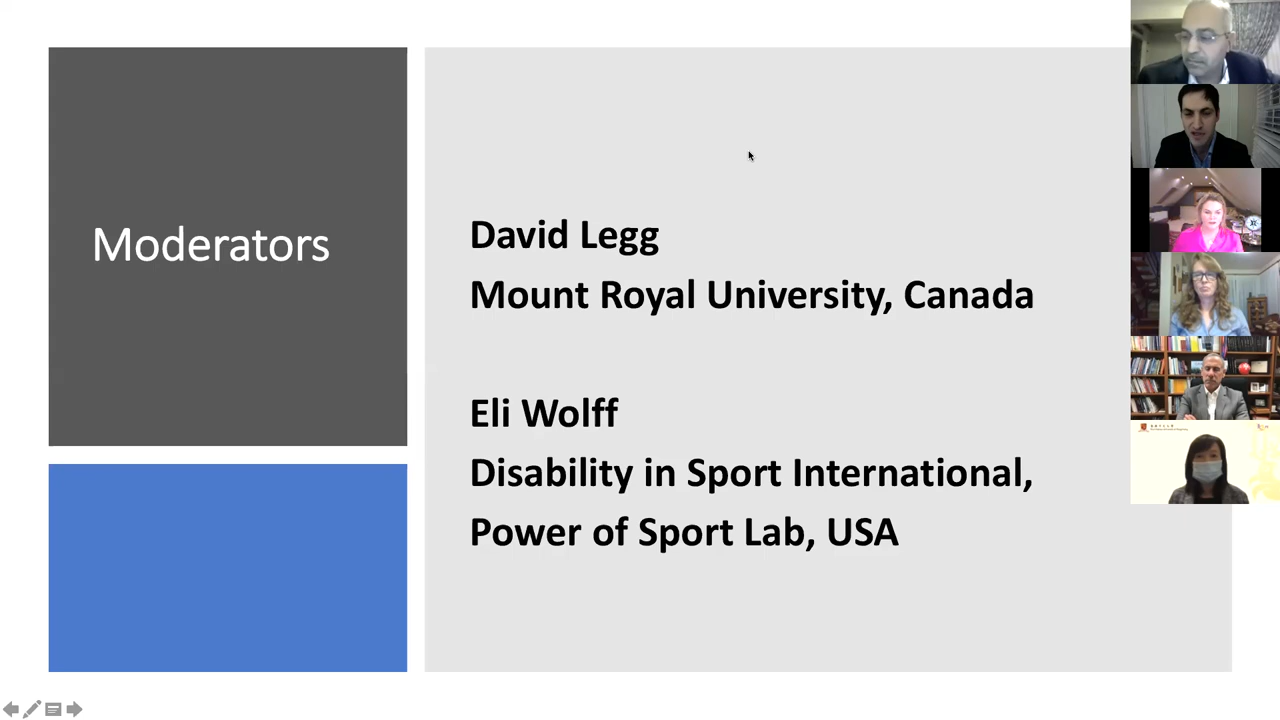 Moderators
David Legg
Mount Royal University, Canada
Eli Wolff
Disability in Sport International,
Power of Sport Lab, USA